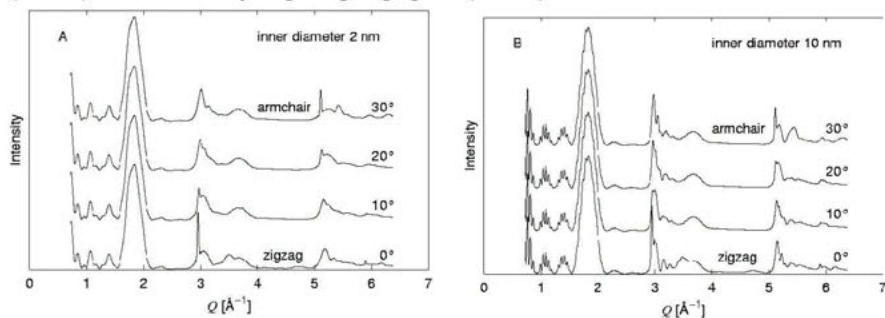 A
inner diameter 2 nm
armchair
30°
20°
10°
zigzag
0°
Intensity
0 1 2 3 4 5 6 7
Q [Å⁻¹]
B
inner diameter 10 nm
armchair
30°
20°
10°
zigzag
0°
Intensity
0 1 2 3 4 5 6 7
Q [Å⁻¹]